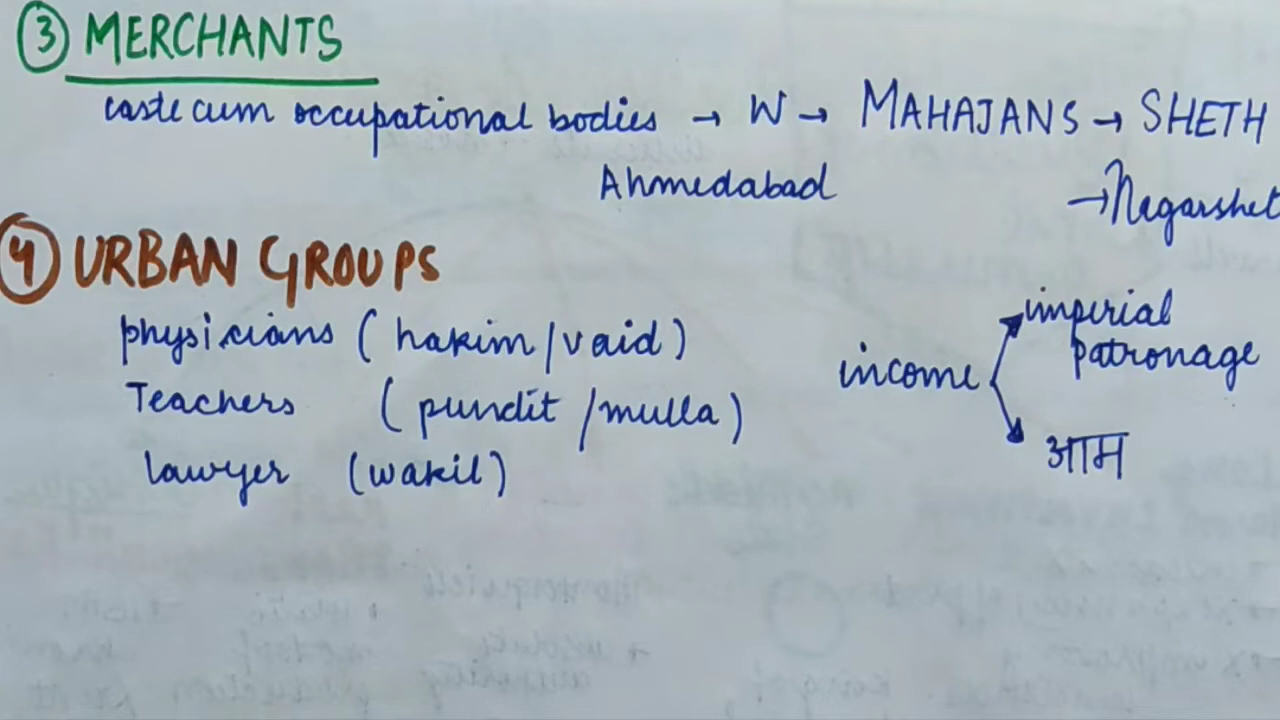 ③ MERCHANTS
caste cum occupational bodies → W → MAHAJANS → SHETH
Ahmedabad → Nagarshet
④ URBAN GROUPS
physicians (hakim/vaid)
Teachers (pundit/mulla)
lawyer (wakil)
income
imperial
patronage
आम